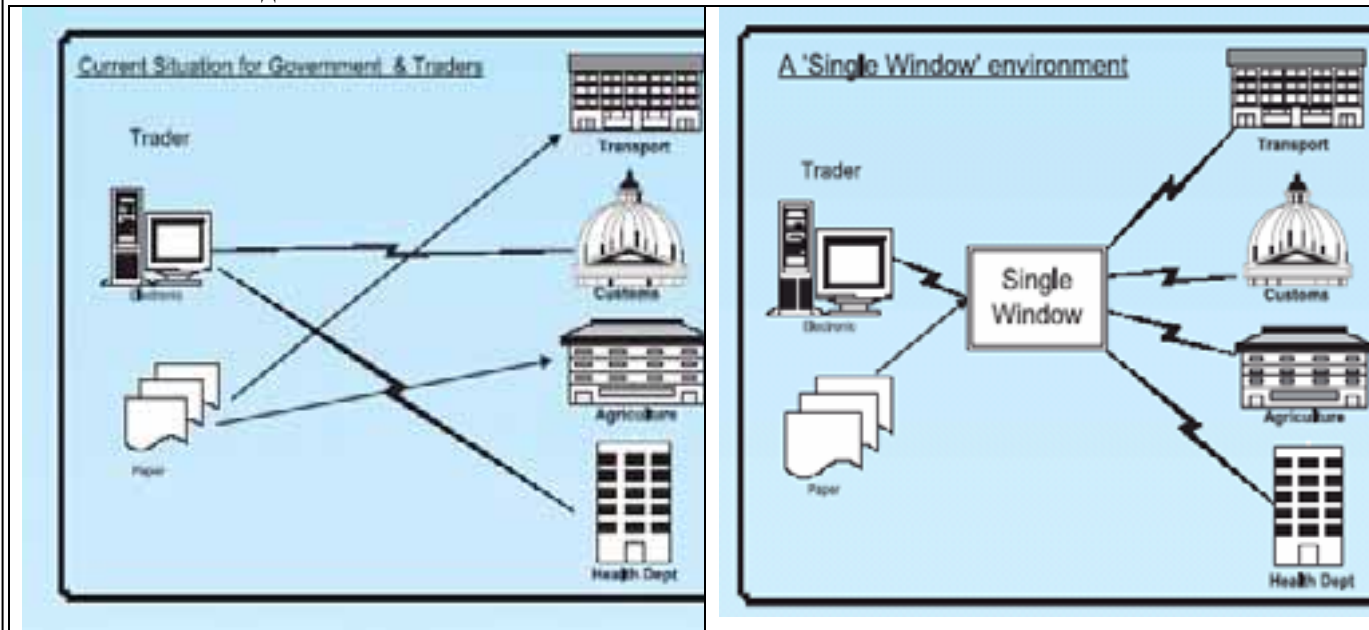 Current Situation for Government & Traders
Trader
Transport
Electronic
Customs
Paper
Agriculture
Health Dept
A 'Single Window' environment
Trader
Transport
Electronic
Single
Window
Customs
Paper
Agriculture
Health Dept